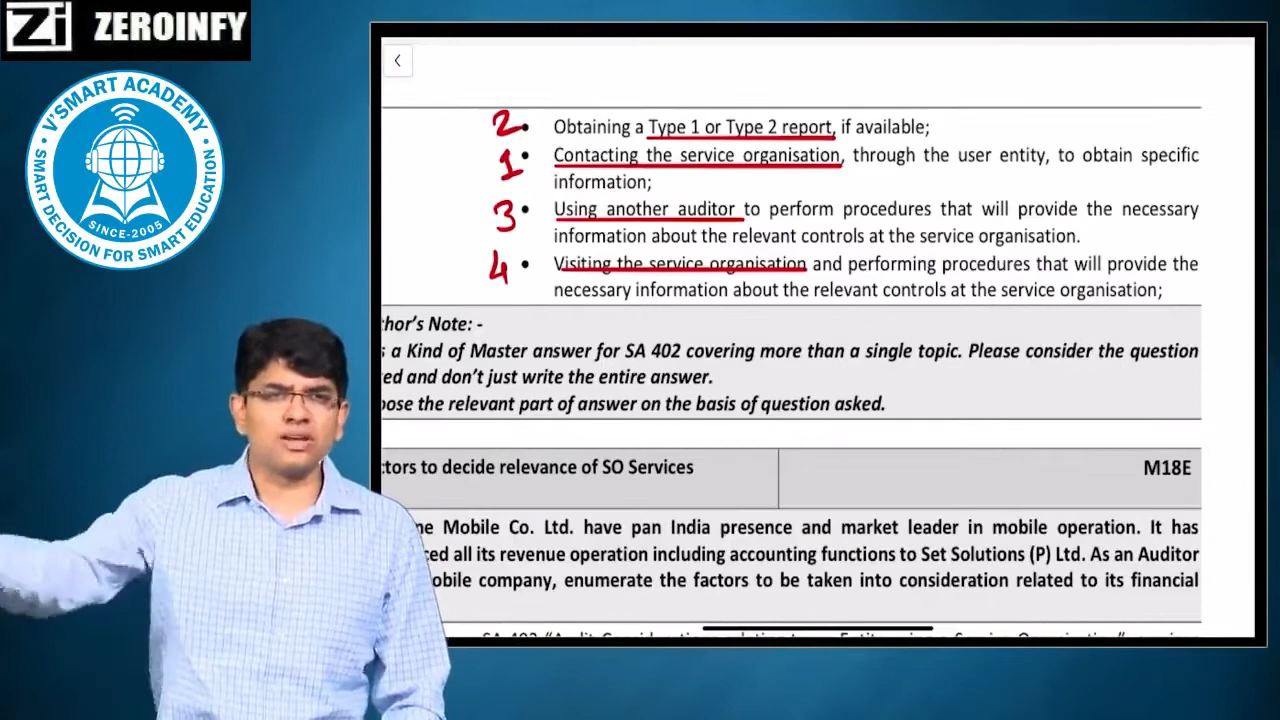 Zi ZEROINFY
V'SMART ACADEMY
SMART DECISION FOR SMART EDUCATION
SINCE-2005
<
2 • Obtaining a Type 1 or Type 2 report, if available;
1 • Contacting the service organisation, through the user entity, to obtain specific
information;
3 • Using another auditor to perform procedures that will provide the necessary
information about the relevant controls at the service organisation.
4 • Visiting the service organisation and performing procedures that will provide the
necessary information about the relevant controls at the service organisation;
thor's Note: -
s a Kind of Master answer for SA 402 covering more than a single topic. Please consider the question
ed and don't just write the entire answer.
ose the relevant part of answer on the basis of question asked.
ctors to decide relevance of SO Services M18E
ne Mobile Co. Ltd. have pan India presence and market leader in mobile operation. It has
ced all its revenue operation including accounting functions to Set Solutions (P) Ltd. As an Auditor
obile company, enumerate the factors to be taken into consideration related to its financial